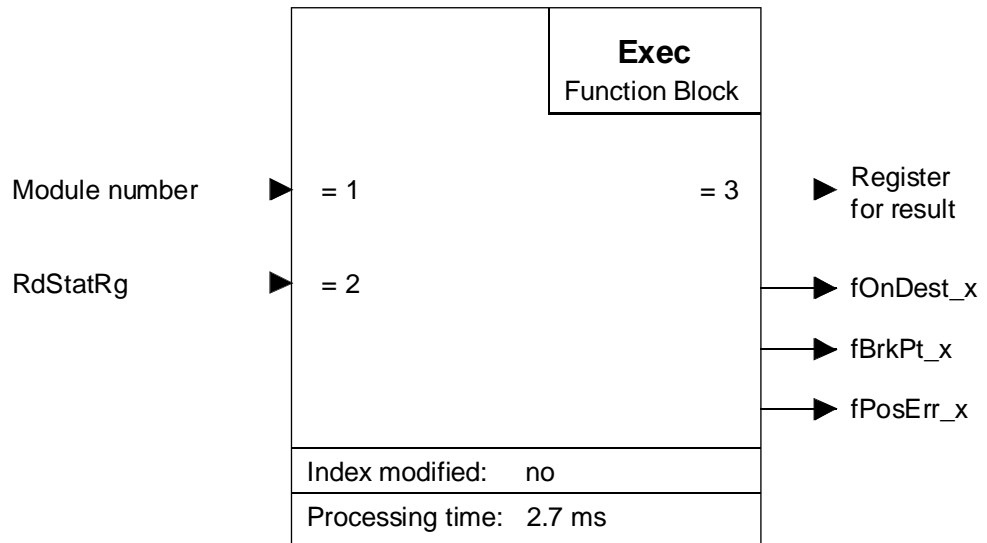 Exec
Function Block
Module number
= 1
= 3
Register
for result
RdStatRg
= 2
fOnDest_x
fBrkPt_x
fPosErr_x
Index modified: no
Processing time: 2.7 ms